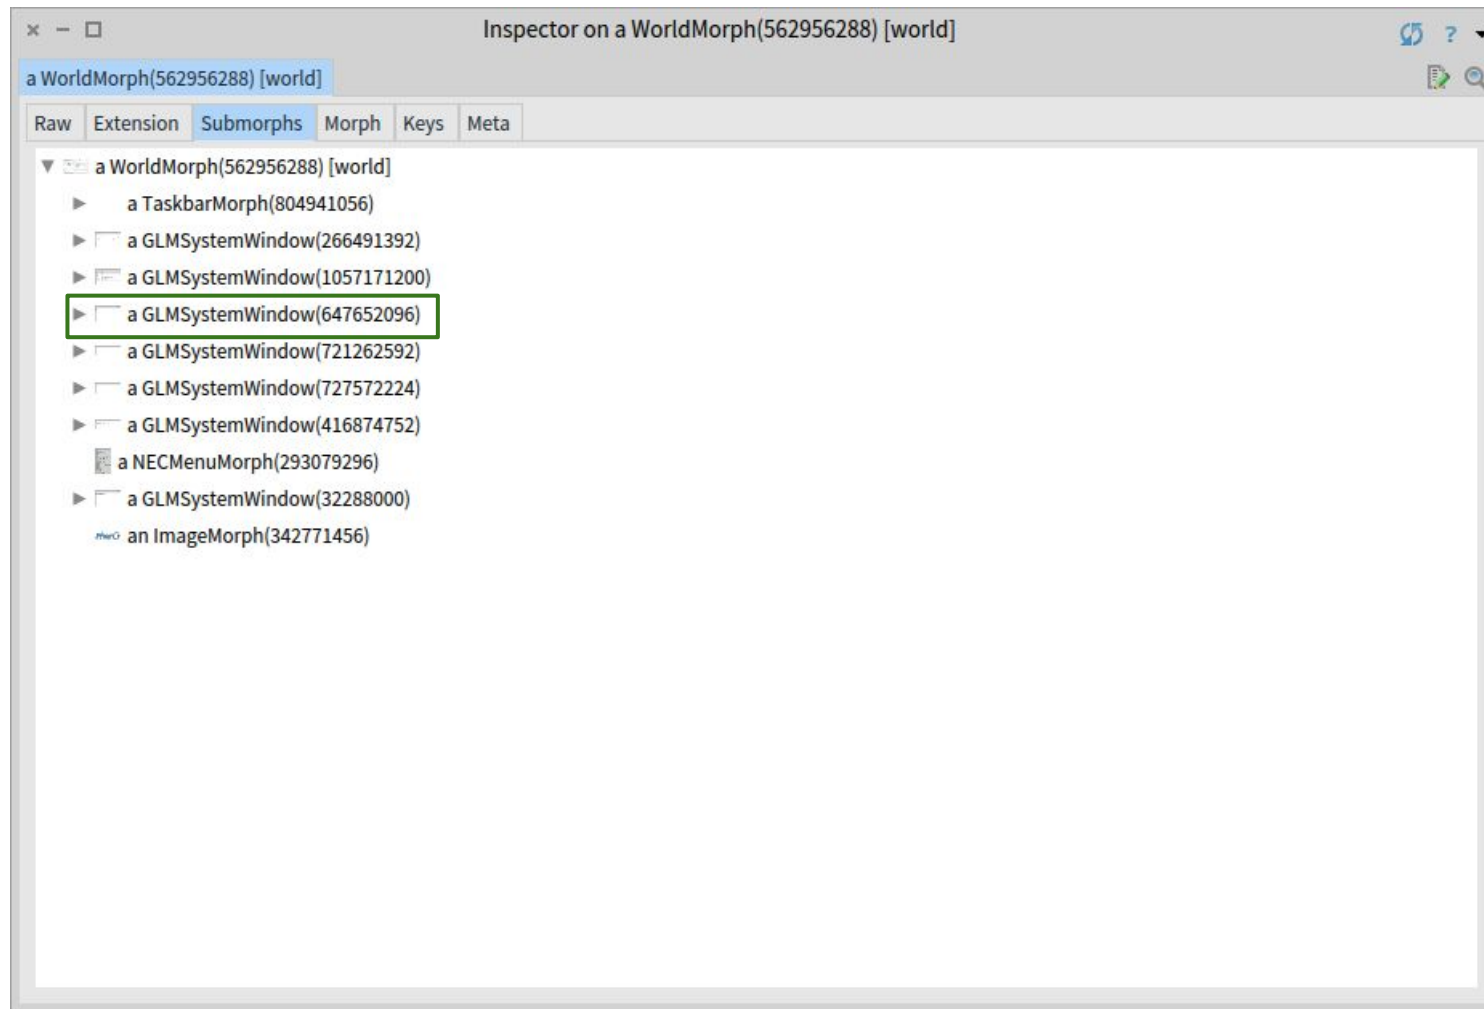 Inspector on a WorldMorph(562956288) [world]
?
a WorldMorph(562956288) [world]
Raw Extension Submorphs Morph Keys Meta
a WorldMorph(562956288) [world]
a TaskbarMorph(804941056)
a GLMSystemWindow(266491392)
a GLMSystemWindow(1057171200)
a GLMSystemWindow(647652096)
a GLMSystemWindow(721262592)
a GLMSystemWindow(727572224)
a GLMSystemWindow(416874752)
a NECMenuMorph(293079296)
a GLMSystemWindow(32288000)
an ImageMorph(342771456)